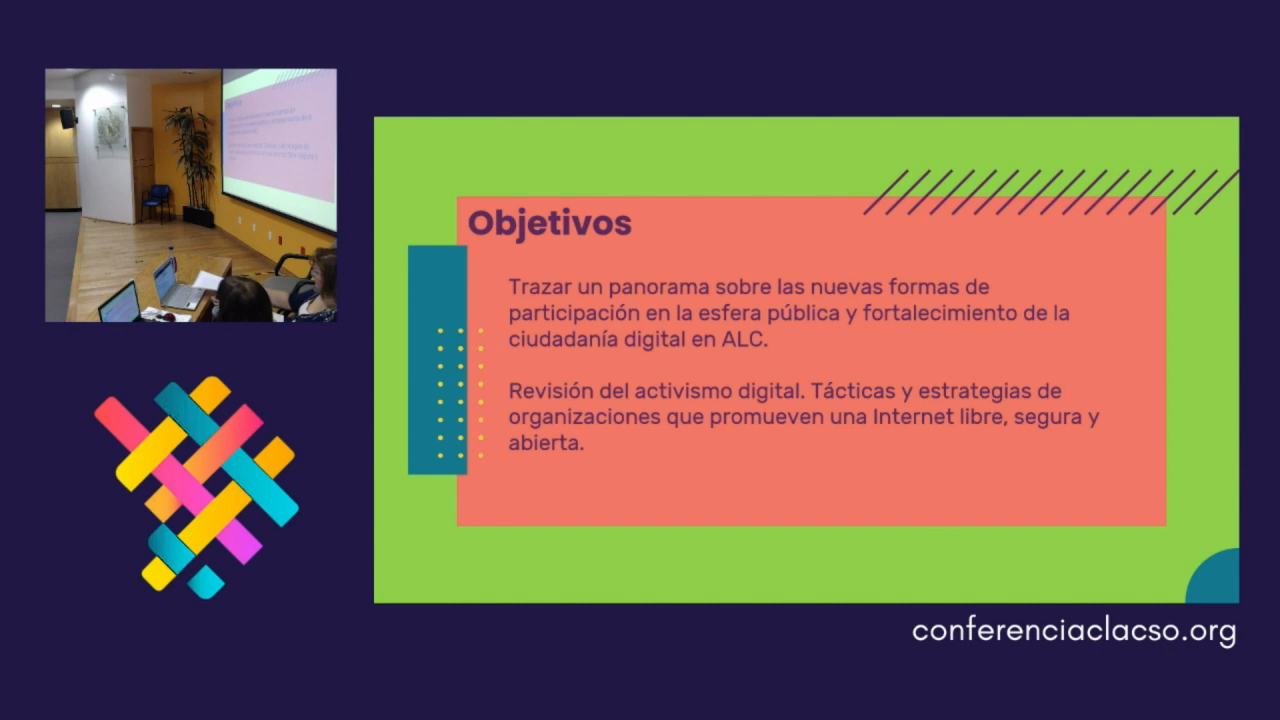 Objetivos
Trazar un panorama sobre las nuevas formas de
participación en la esfera pública y fortalecimiento de la
ciudadanía digital en ALC.
Revisión del activismo digital. Tácticas y estrategias de
organizaciones que promueven una Internet libre, segura y
abierta.
conferenciaclacso.org